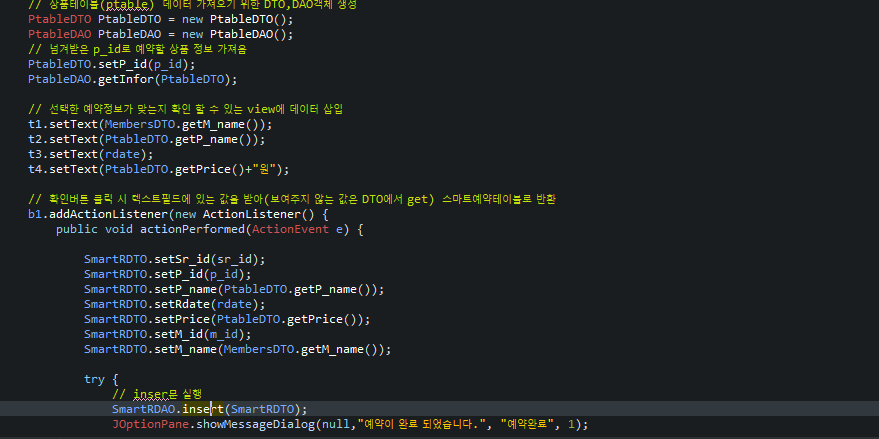 // 상품테이블(ptable) 데이터 가져오기 위한 DTO,DAO객체 생성
PtableDTO PtableDTO = new PtableDTO();
PtableDAO PtableDAO = new PtableDAO();
// 넘겨받은 p_id로 예약할 상품 정보 가져옴
PtableDTO.setP_id(p_id);
PtableDAO.getInfor(PtableDTO);
// 선택한 예약정보가 맞는지 확인 할 수 있는 view에 데이터 삽입
t1.setText(MembersDTO.getM_name());
t2.setText(PtableDTO.getP_name());
t3.setText(rdate);
t4.setText(PtableDTO.getPrice()+"원");
// 확인버튼 클릭 시 텍스트필드에 있는 값을 받아(보여주지 않는 값은 DTO에서 get) 스마트예약테이블로 반환
b1.addActionListener(new ActionListener() {
public void actionPerformed(ActionEvent e) {
SmartRDTO.setSr_id(sr_id);
SmartRDTO.setP_id(p_id);
SmartRDTO.setP_name(PtableDTO.getP_name());
SmartRDTO.setRdate(rdate);
SmartRDTO.setPrice(PtableDTO.getPrice());
SmartRDTO.setM_id(m_id);
SmartRDTO.setM_name(MembersDTO.getM_name());
try {
// inser문 실행
SmartRDAO.insert(SmartRDTO);
JOptionPane.showMessageDialog(null,"예약이 완료 되었습니다.", "예약완료", 1);